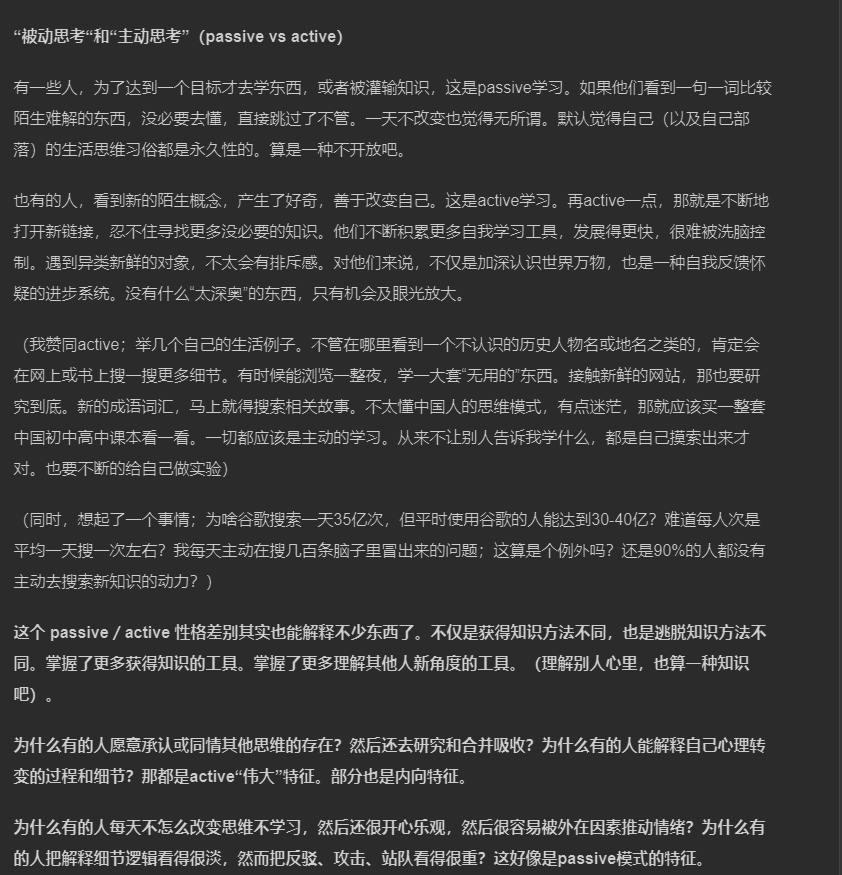 “被动思考“和“主动思考”（passive vs active）
有一些人，为了达到一个目标才去学东西，或者被灌输知识，这是passive学习。如果他们看到一句一词比较
陌生难解的东西，没必要去懂，直接跳过了不管。一天不改变也觉得无所谓。默认觉得自己（以及自己部
落）的生活思维习俗都是永久性的。算是一种不开放吧。
也有的人，看到新的陌生概念，产生了好奇，善于改变自己。这是active学习。再active一点，那就是不断地
打开新链接，忍不住寻找更多没必要的知识。他们不断积累更多自我学习工具，发展得更快，很难被洗脑控
制。遇到异类新鲜的对象，不太会有排斥感。对他们来说，不仅是加深认识世界万物，也是一种自我反馈怀
疑的进步系统。没有什么“太深奥”的东西，只有机会及眼光放大。
（我赞同active；举几个自己的生活例子。不管在哪里看到一个不认识的历史人物名或地名之类的，肯定会
在网上或书上搜一搜更多细节。有时候能浏览一整夜，学一大套“无用的”东西。接触新鲜的网站，那也要研
究到底。新的成语词汇，马上就得搜索相关故事。不太懂中国人的思维模式，有点迷茫，那就应该买一整套
中国初中高中课本看一看。一切都应该是主动的学习。从来不让别人告诉我学什么，都是自己摸索出来才
对。也要不断的给自己做实验）
（同时，想起了一个事情；为啥谷歌搜索一天35亿次，但平时使用谷歌的人能达到30-40亿？难道每人次是
平均一天搜一次左右？我每天主动在搜几百条脑子里冒出来的问题；这算是个例外吗？还是90%的人都没有
主动去搜索新知识的动力？）
这个 passive / active 性格差别其实也能解释不少东西了。不仅是获得知识方法不同，也是逃脱知识方法不
同。掌握了更多获得知识的工具。掌握了更多理解其他人新角度的工具。（理解别人心里，也算一种知识
吧）。
为什么有的人愿意承认或同情其他思维的存在？然后还去研究和合并吸收？为什么有的人能解释自己心理转
变的过程和细节？那都是active“伟大”特征。部分也是内向特征。
为什么有的人每天不怎么改变思维不学习，然后还很开心乐观，然后很容易被外在因素推动情绪？为什么有
的人把解释细节逻辑看得很淡，然而把反驳、攻击、站队看得很重？这好像是passive模式的特征。